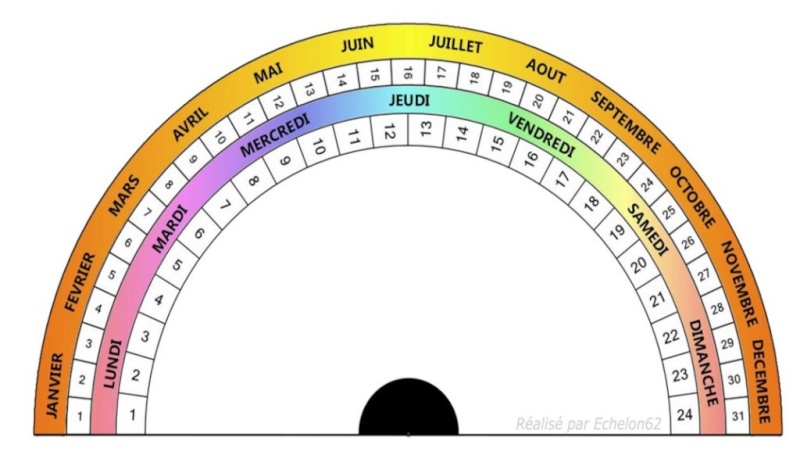 JANVIER FEVRIER MARS AVRIL MAI JUIN JUILLET AOUT SEPTEMBRE OCTOBRE NOVEMBRE DECEMBRE
1 2 3 4 5 6 7 8 9 10 11 12 13 14 15 16 17 18 19 20 21 22 23 24 25 26 27 28 29 30 31
LUNDI MARDI MERCREDI JEUDI VENDREDI SAMEDI DIMANCHE
1 2 3 4 5 6 7 8 9 10 11 12 13 14 15 16 17 18 19 20 21 22 23 24
Réalisé par Echelon62